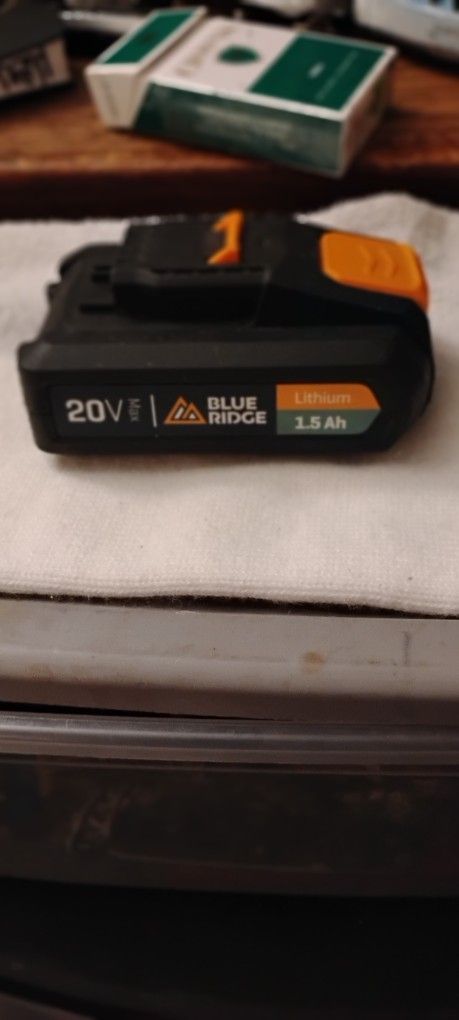 20V Max
BLUE
RIDGE
Lithium
1.5 Ah